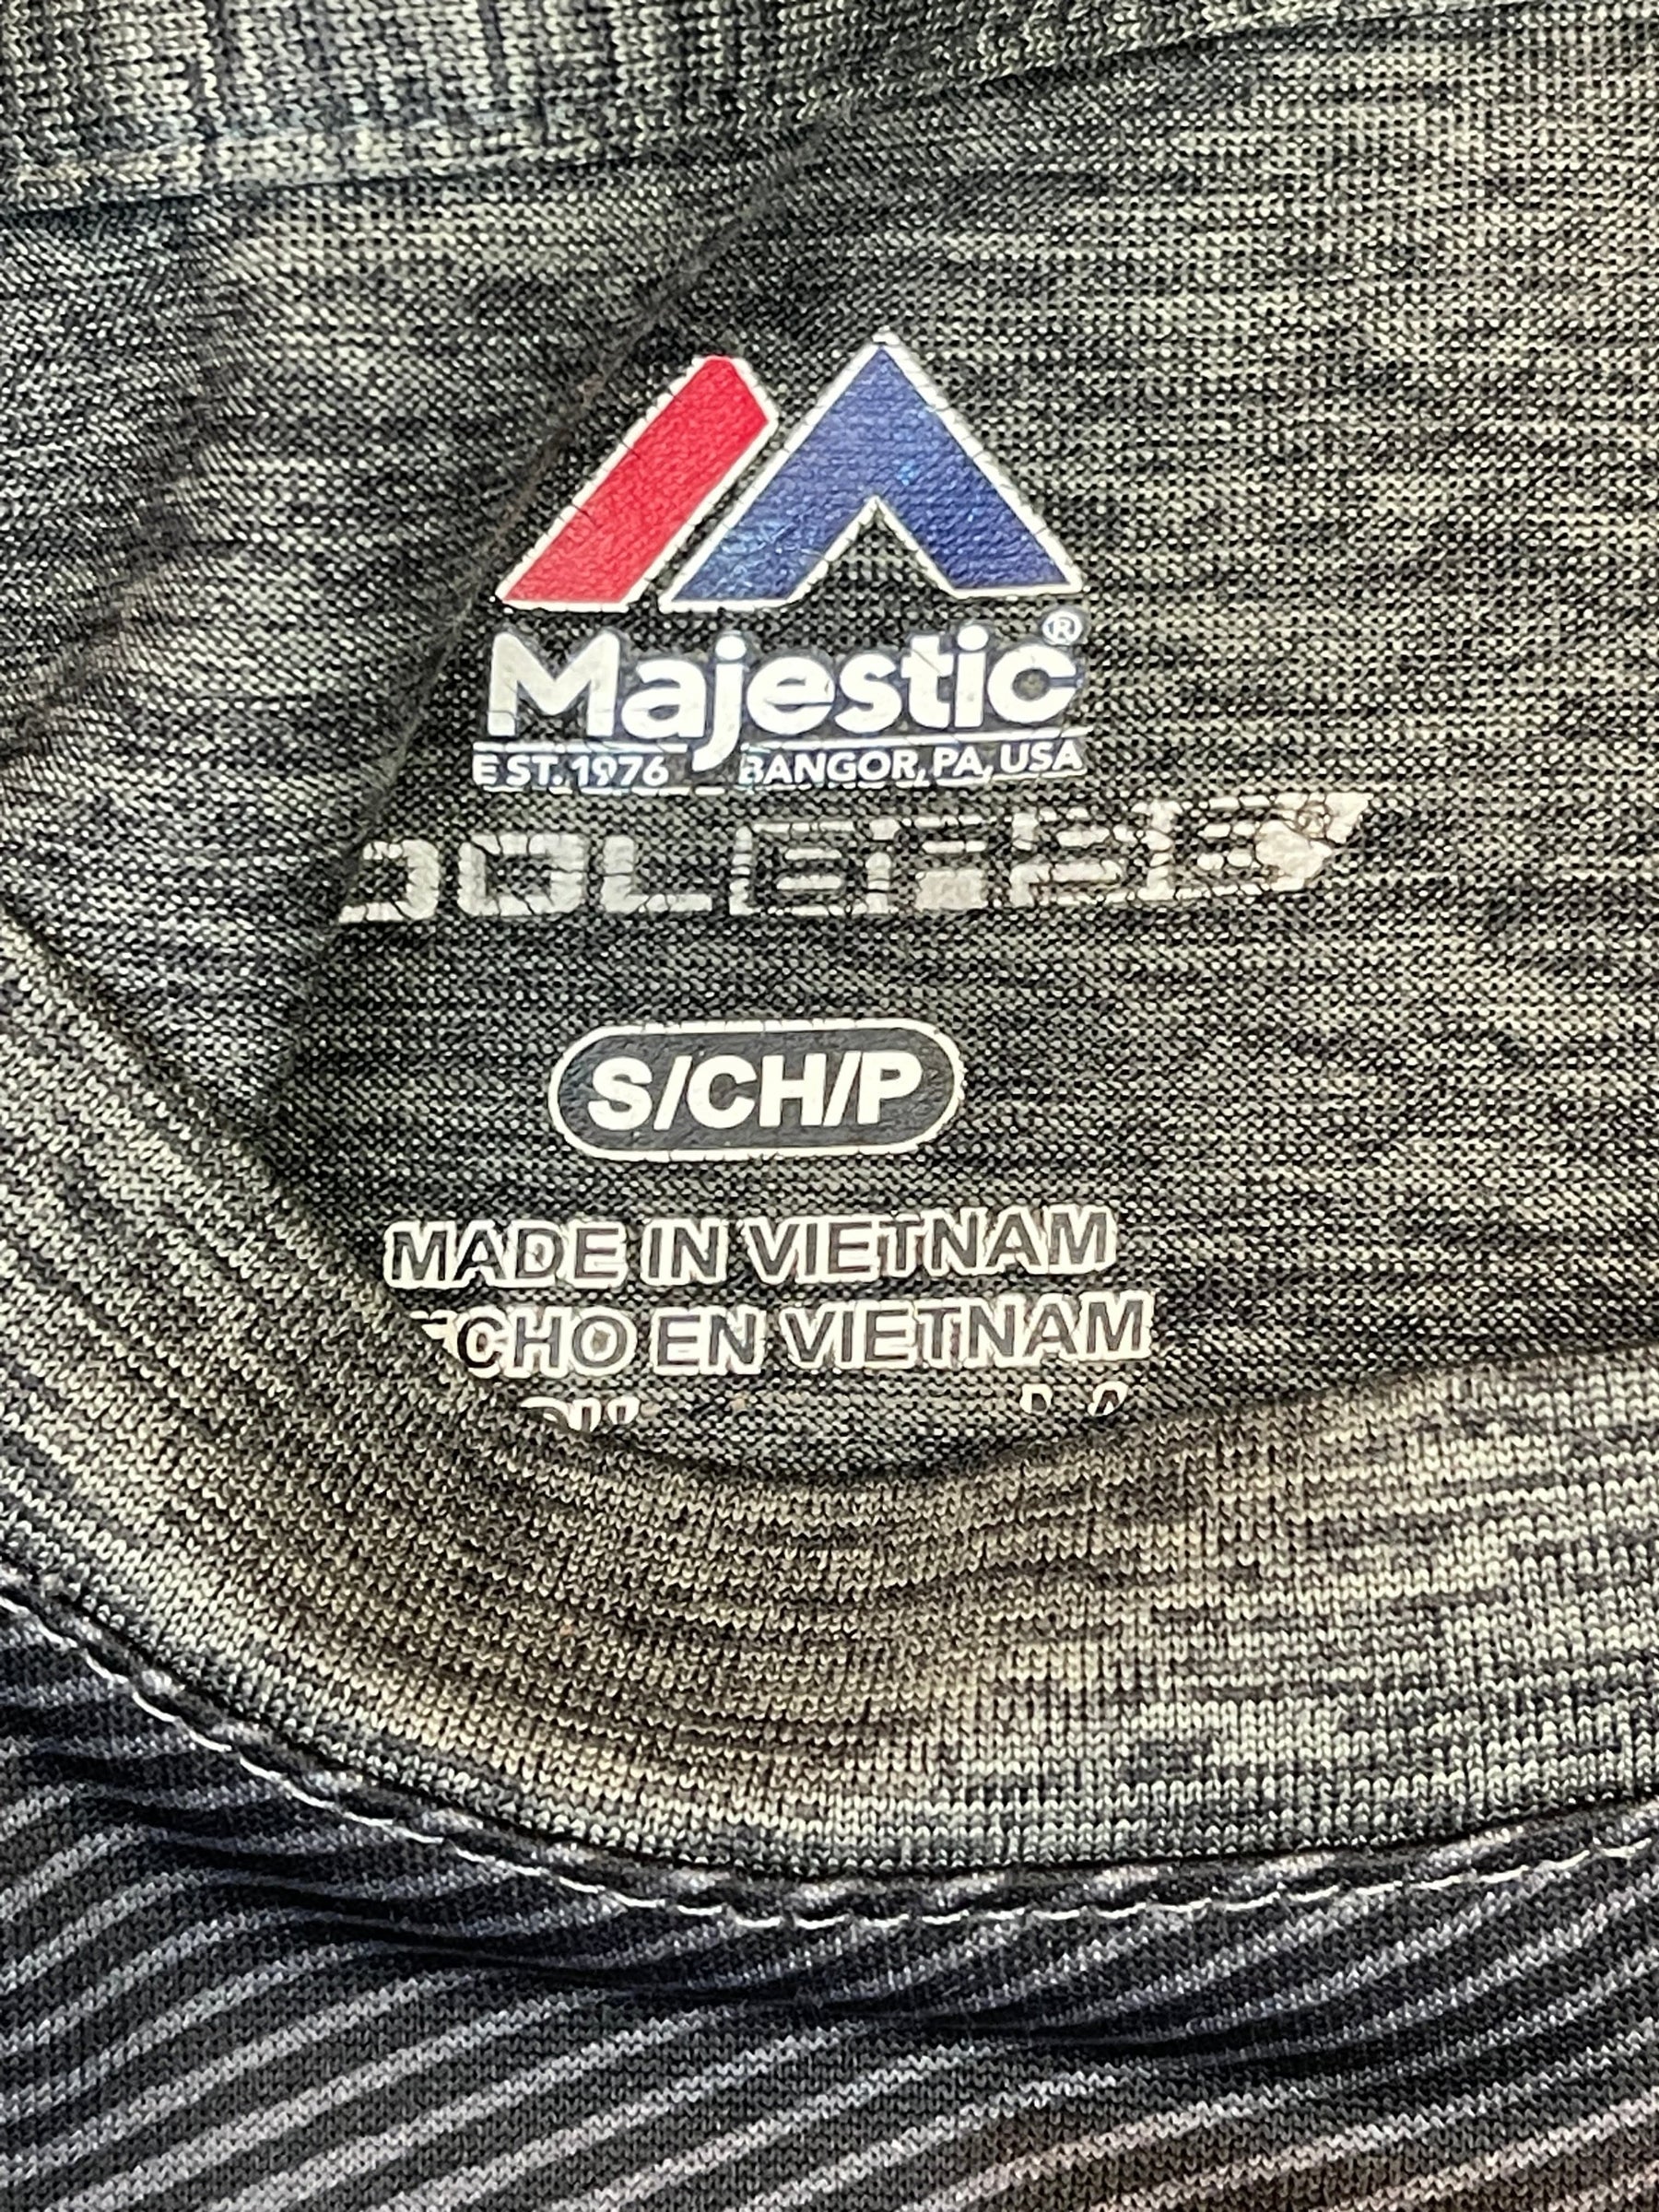 Majestic®
EST. 1976 BANGOR, PA, USA
S/CH/P
MADE IN VIETNAM
CHO EN VIETNAM